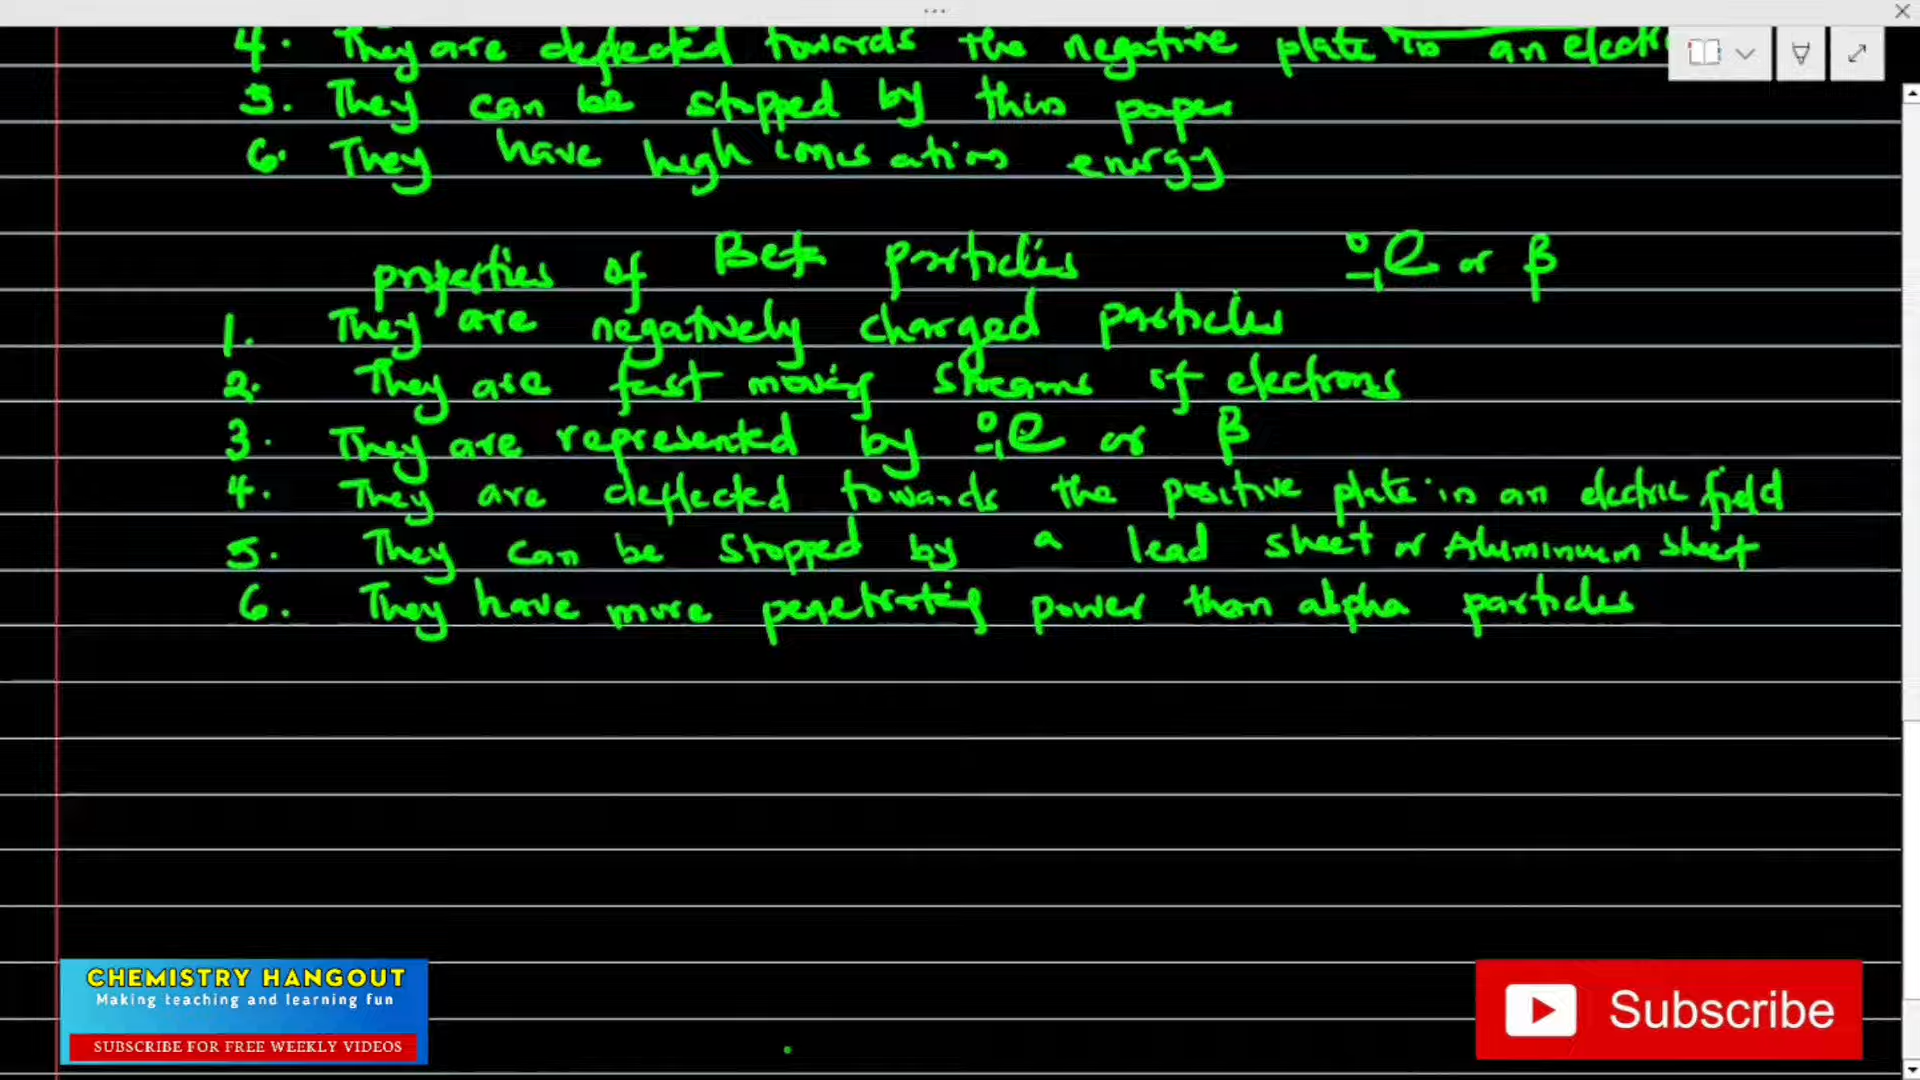 4. They are deflected towards the negative plate in an electr
5. They can be stopped by thin paper
6. They have high ionisation energy
properties of Beta particles ⁰₋₁e or β
1. They are negatively charged particles
2. They are fast moving streams of electrons
3. They are represented by ⁰₋₁e or β
4. They are deflected towards the positive plate in an electric field
5. They can be stopped by a lead sheet or Aluminium sheet
6. They have more penetrating power than alpha particles
CHEMISTRY HANGOUT
Making teaching and learning fun
SUBSCRIBE FOR FREE WEEKLY VIDEOS
Subscribe